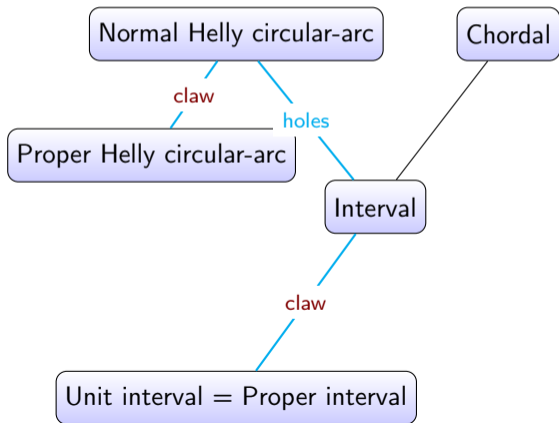 Normal Helly circular-arc
Chordal
claw
holes
Proper Helly circular-arc
Interval
claw
Unit interval = Proper interval